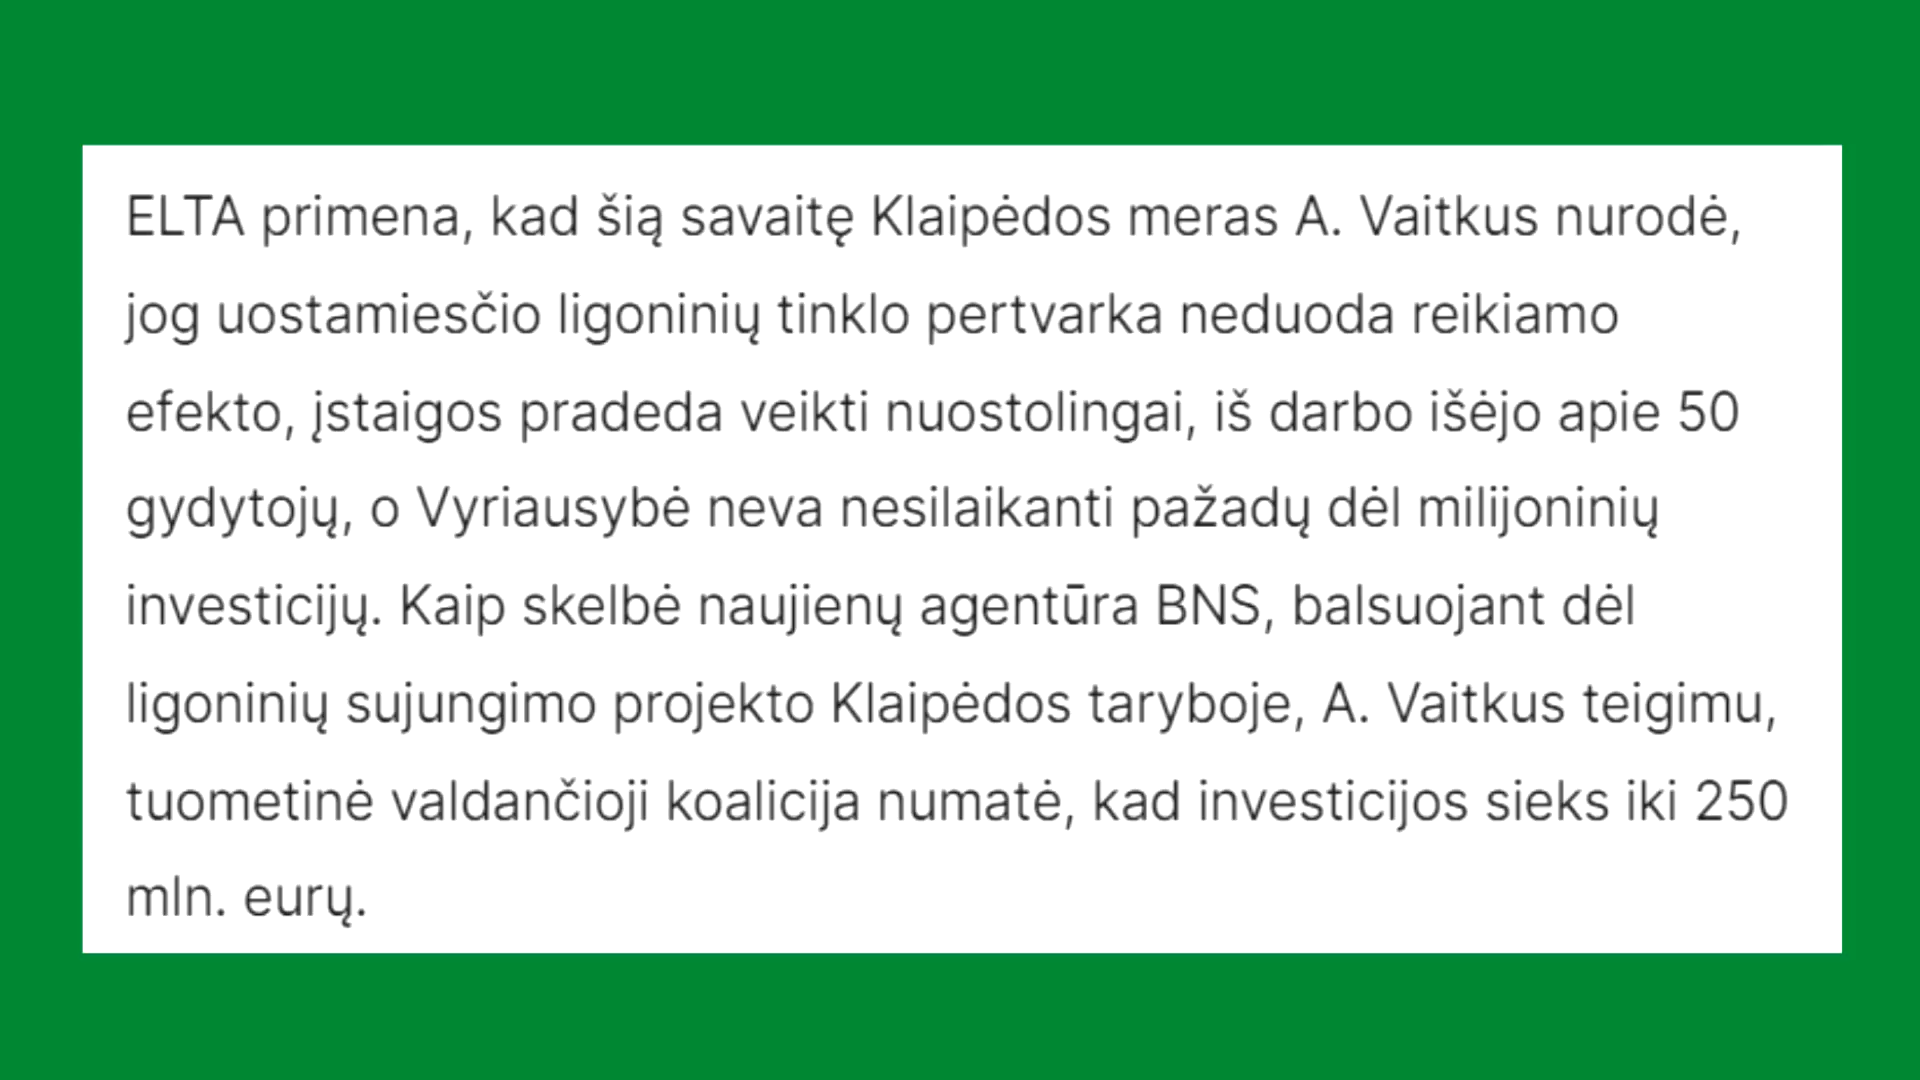 ELTA primena, kad šią savaitę Klaipėdos meras A. Vaitkus nurodė,
jog uostamiesčio ligoninių tinklo pertvarka neduoda reikiamo
efekto, įstaigos pradeda veikti nuostolingai, iš darbo išėjo apie 50
gydytojų, o Vyriausybė neva nesilaikanti pažadų dėl milijoninių
investicijų. Kaip skelbė naujienų agentūra BNS, balsuojant dėl
ligoninių sujungimo projekto Klaipėdos taryboje, A. Vaitkus teigimu,
tuometinė valdančioji koalicija numatė, kad investicijos sieks iki 250
mln. eurų.